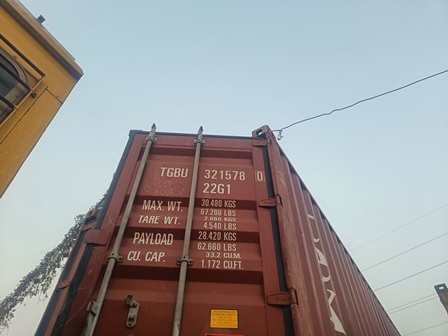 TGBU 321578 0
22G1
MAX. WT. 30.480 KGS
67.200 LBS
TARE WT. 2.060 KGS
4.540 LBS
PAYLOAD 28.420 KGS
62.660 LBS
CU. CAP. 33.2 CU.M.
1.172 CU.FT.